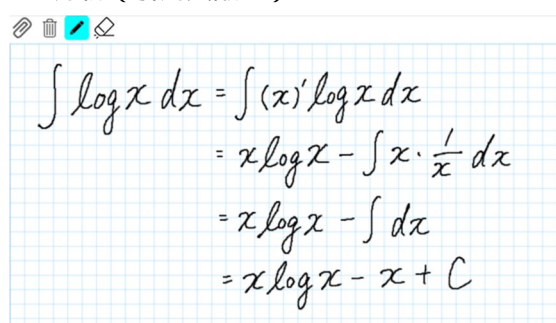 ∫ log x dx = ∫ (x)' log x dx
= x log x − ∫ x · 1/x dx
= x log x − ∫ dx
= x log x − x + C